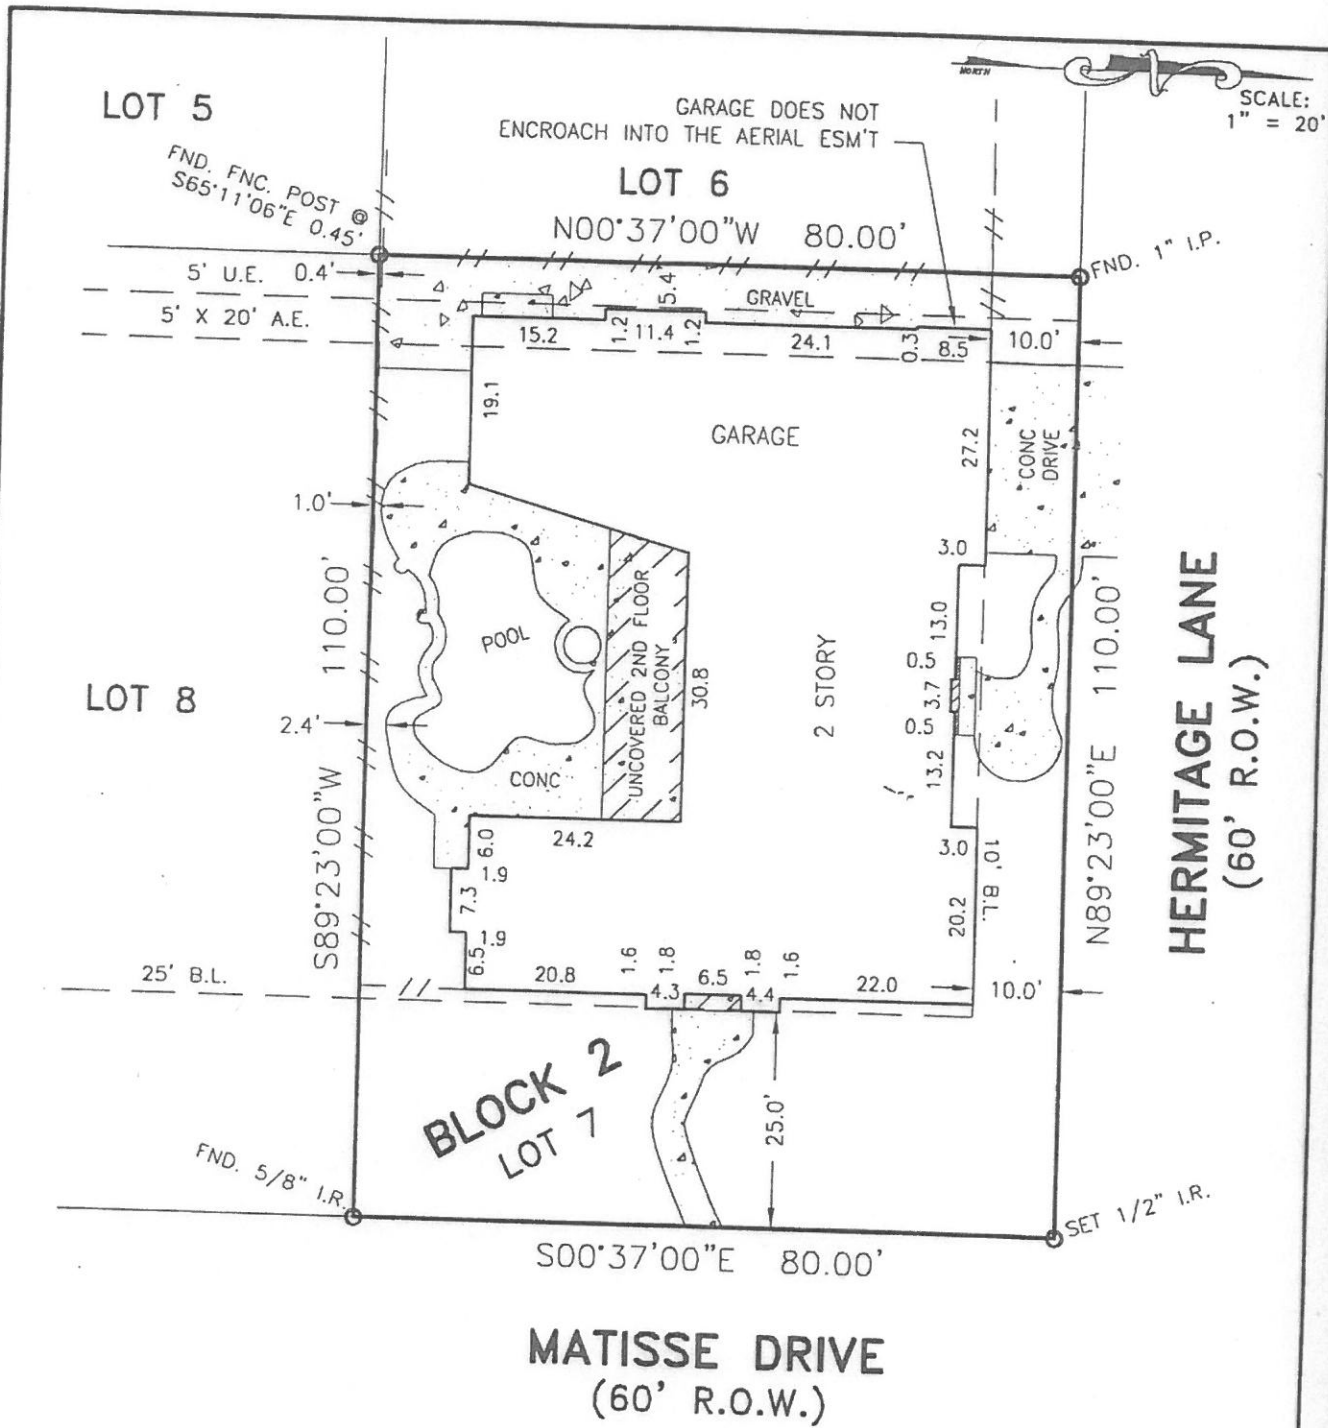 NORTH
SCALE:
1" = 20'
LOT 5
GARAGE DOES NOT
ENCROACH INTO THE AERIAL ESM'T
FND. FNC. POST @
S65°11'06"E 0.45'
LOT 6
N00°37'00"W 80.00'
FND. 1" I.P.
5' U.E. 0.4'
5.4
GRAVEL
5' X 20' A.E.
15.2
1.2
11.4
1.2
24.1
0.3
8.5
10.0'
19.1
GARAGE
27.2
CONC
DRIVE
1.0'
3.0
110.00'
POOL
UNCOVERED 2ND FLOOR
BALCONY
30.8
2 STORY
13.0
0.5
3.7
0.5
13.2
110.00'
HERMITAGE LANE
(60' R.O.W.)
LOT 8
2.4'
CONC
S89°23'00"W
24.2
6.0
1.9
7.3
1.9
6.5
3.0
10' B.L.
20.2
N89°23'00"E
25' B.L.
20.8
1.6
1.8
6.5
1.8
1.6
4.3
4.4
22.0
10.0'
BLOCK 2
LOT 7
25.0'
FND. 5/8" I.R.
SET 1/2" I.R.
S00°37'00"E 80.00'
MATISSE DRIVE
(60' R.O.W.)